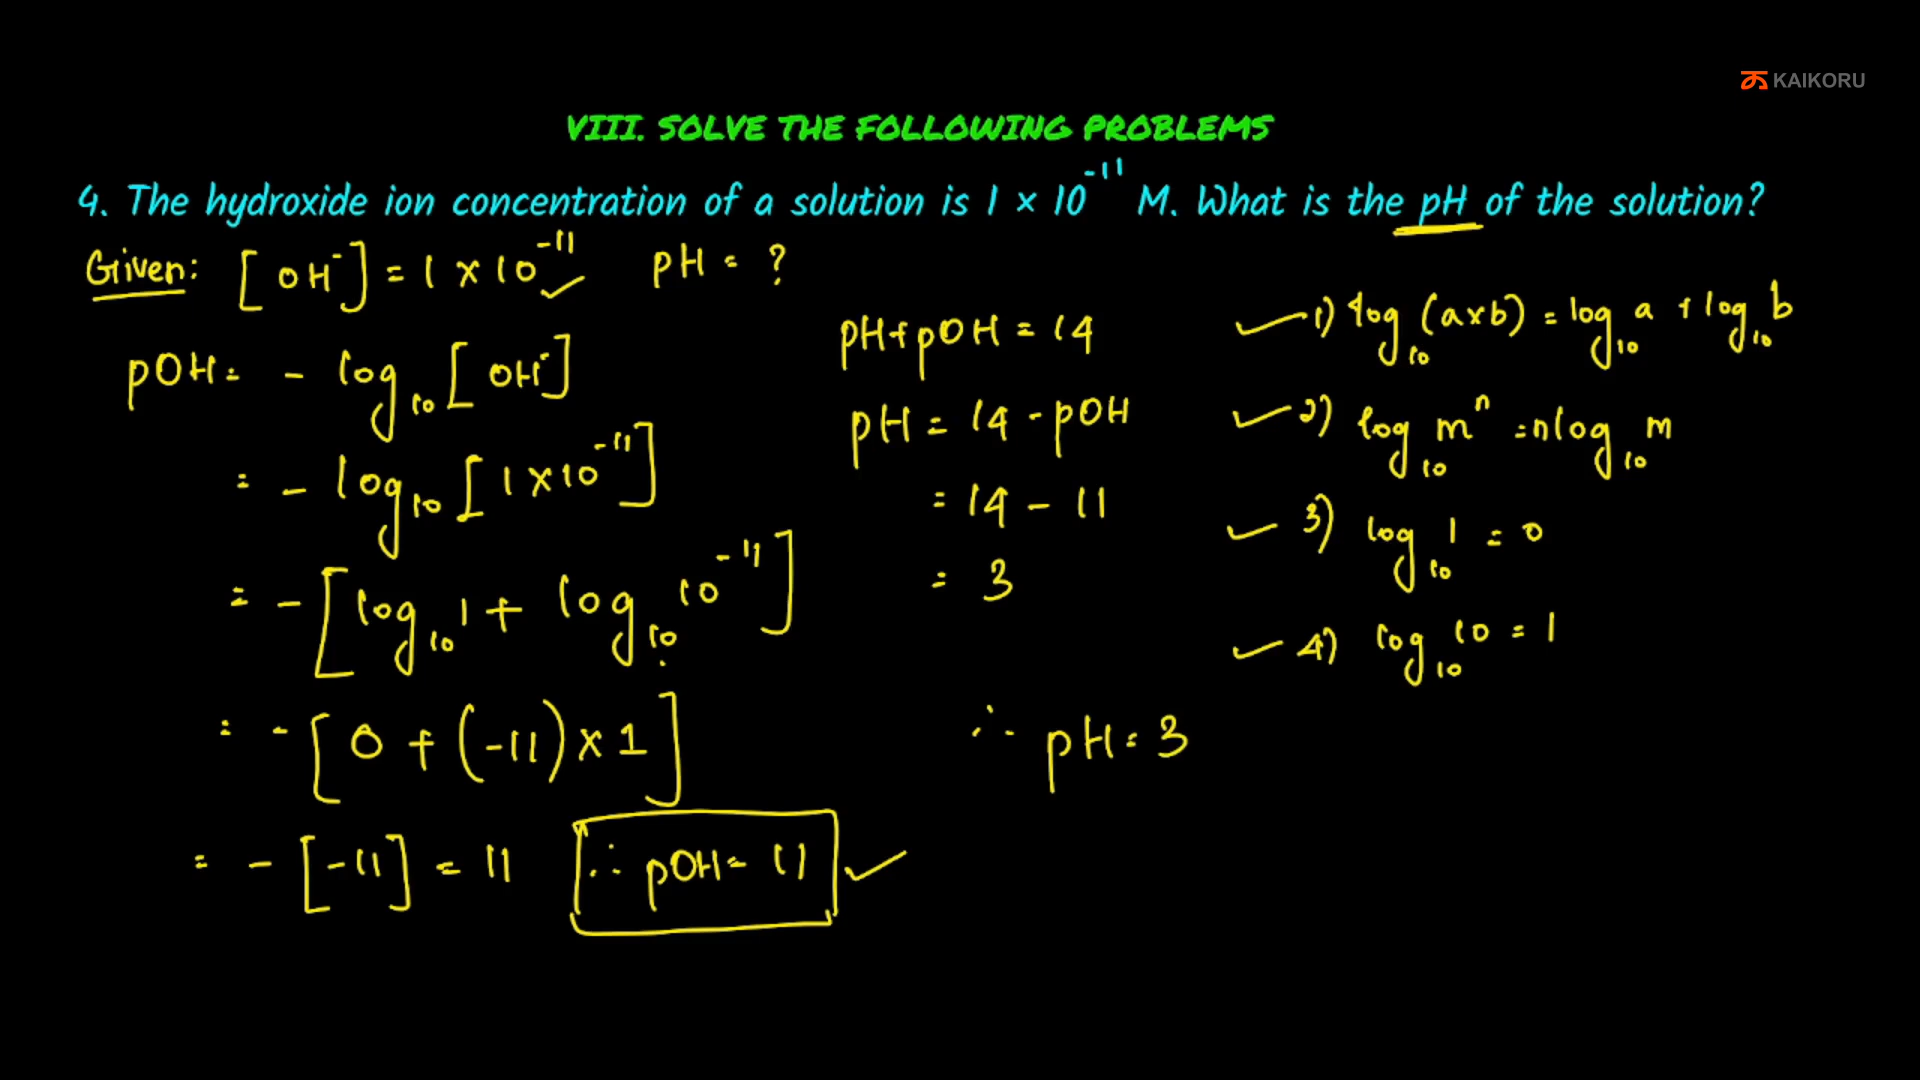 KAIKORU
VIII. SOLVE THE FOLLOWING PROBLEMS
4. The hydroxide ion concentration of a solution is 1 × 10⁻¹¹ M. What is the pH of the solution?
Given: [OH⁻] = 1 × 10⁻¹¹ ✓ pH = ?
pOH = - log₁₀ [OH⁻]
= - log₁₀ [1 × 10⁻¹¹]
= - [log₁₀ 1 + log₁₀ 10⁻¹¹]
= - [0 + (-11) × 1]
= - [-11] = 11 ∴ pOH = 11 ✓
pH + pOH = 14
pH = 14 - pOH
= 14 - 11
= 3
∴ pH = 3
✓ 1) log₁₀ (a×b) = log₁₀ a + log₁₀ b
✓ 2) log₁₀ mⁿ = n log₁₀ m
✓ 3) log₁₀ 1 = 0
✓ 4) log₁₀ 10 = 1